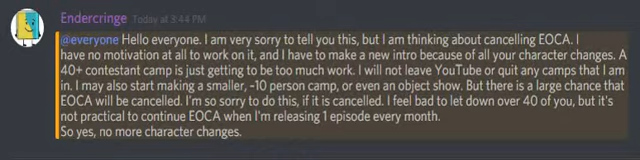 Endercringe Today at 3:44 PM
@everyone Hello everyone. I am very sorry to tell you this, but I am thinking about cancelling EOCA. I
have no motivation at all to work on it, and I have to make a new intro because of all your character changes. A
40+ contestant camp is just getting to be too much work. I will not leave YouTube or quit any camps that I am
in. I may also start making a smaller, ~10 person camp, or even an object show. But there is a large chance that
EOCA will be cancelled. I'm so sorry to do this, if it is cancelled. I feel bad to let down over 40 of you, but it's
not practical to continue EOCA when I'm releasing 1 episode every month.
So yes, no more character changes.